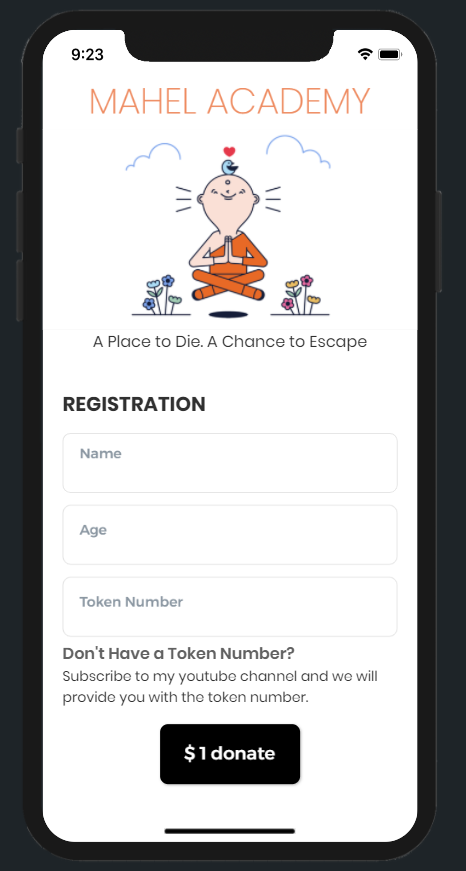 9:23
MAHEL ACADEMY
A Place to Die. A Chance to Escape
REGISTRATION
Name
Age
Token Number
Don't Have a Token Number?
Subscribe to my youtube channel and we will
provide you with the token number.
$ 1 donate